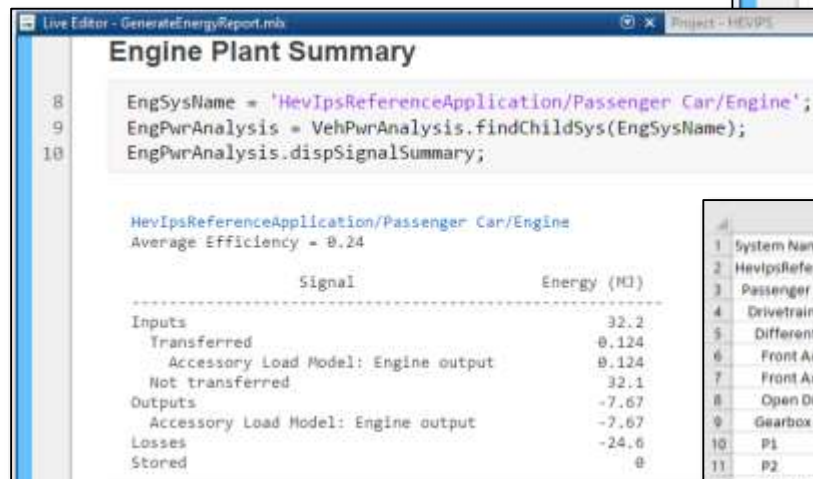 Live Editor - GenerateEnergyReport.mlx
Project - HEVIPS
Engine Plant Summary
8 EngSysName = 'HevIpsReferenceApplication/Passenger Car/Engine';
9 EngPwrAnalysis = VehPwrAnalysis.findChildSys(EngSysName);
10 EngPwrAnalysis.dispSignalSummary;
HevIpsReferenceApplication/Passenger Car/Engine
Average Efficiency = 0.24
Signal Energy (MJ)
Inputs 32.2
Transferred 0.124
Accessory Load Model: Engine output 0.124
Not transferred 32.1
Outputs -7.67
Accessory Load Model: Engine output -7.67
Losses -24.6
Stored 0
1 System Nam
2 HevIpsRefe
3 Passenger
4 Drivetrain
5 Different
6 Front A
7 Front A
8 Open D
9 Gearbox
10 P1
11 P2